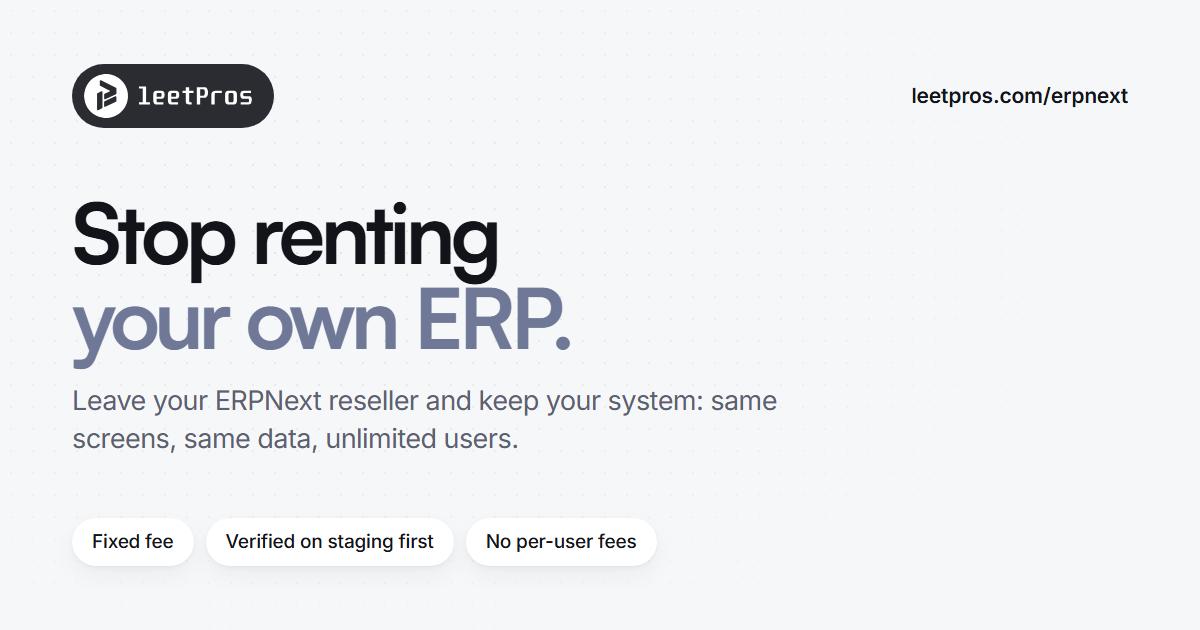 leetPros
leetpros.com/erpnext
Stop renting
your own ERP.
Leave your ERPNext reseller and keep your system: same
screens, same data, unlimited users.
Fixed fee
Verified on staging first
No per-user fees